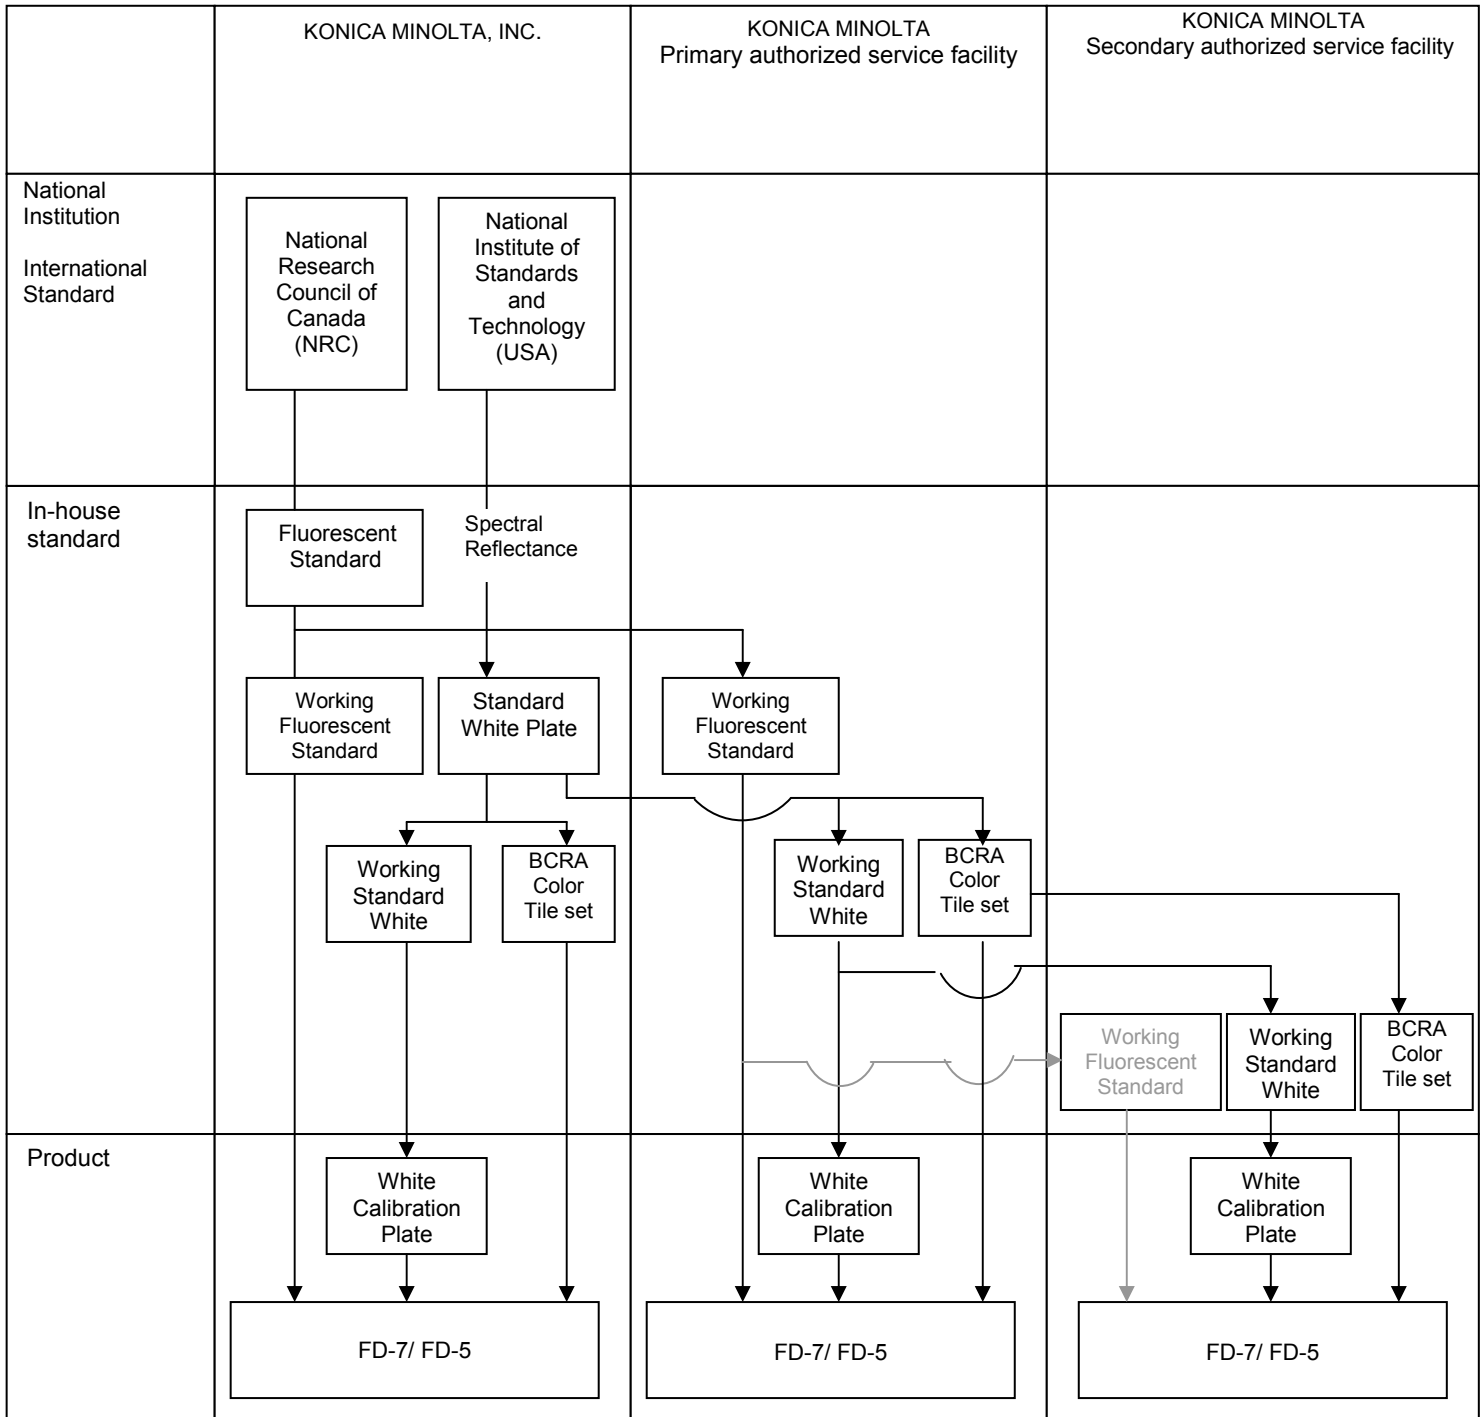 KONICA MINOLTA, INC.
KONICA MINOLTA
Primary authorized service facility
KONICA MINOLTA
Secondary authorized service facility
National
Institution
International
Standard
National
Research
Council of
Canada
(NRC)
National
Institute of
Standards
and
Technology
(USA)
In-house
standard
Fluorescent
Standard
Spectral
Reflectance
Working
Fluorescent
Standard
Standard
White Plate
Working
Fluorescent
Standard
Working
Standard
White
BCRA
Color
Tile set
Working
Standard
White
BCRA
Color
Tile set
Working
Fluorescent
Standard
Working
Standard
White
BCRA
Color
Tile set
Product
White
Calibration
Plate
White
Calibration
Plate
White
Calibration
Plate
FD-7/ FD-5
FD-7/ FD-5
FD-7/ FD-5